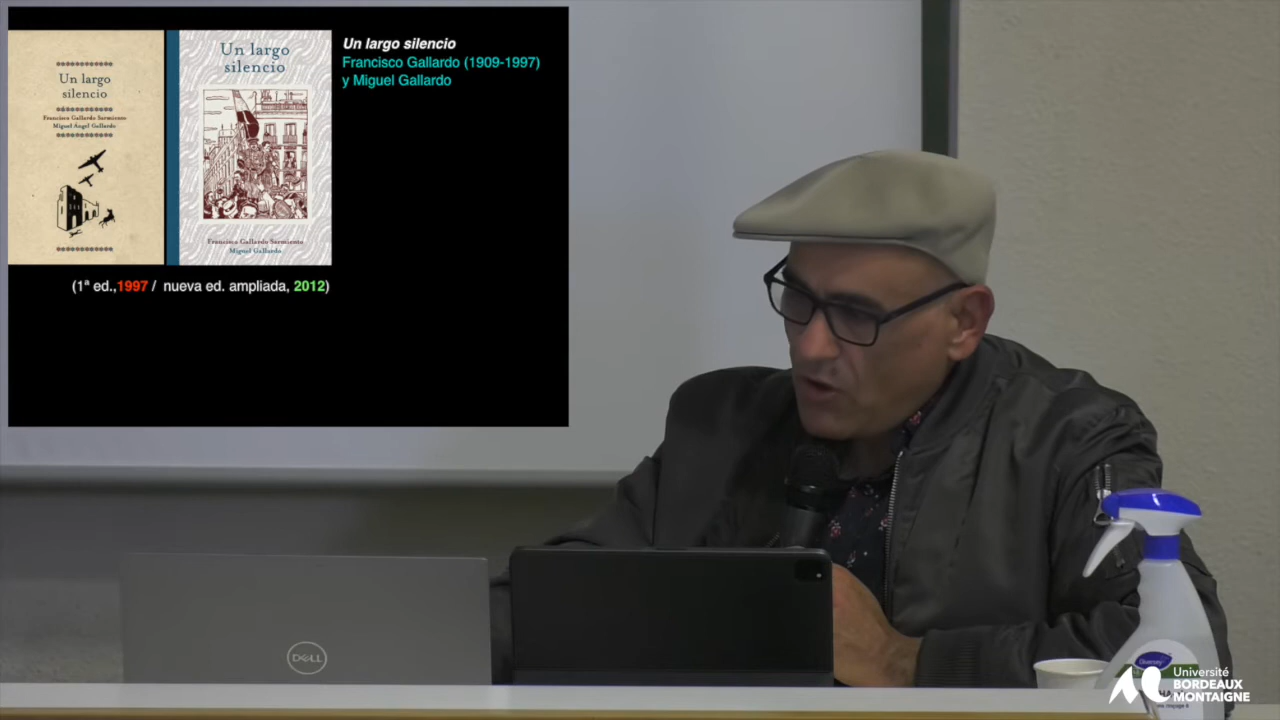 Un largo
silencio
Francisco Gallardo Sarmiento
Miguel Ángel Gallardo
Un largo
silencio
Francisco Gallardo Sarmiento
Miguel Gallardo
Un largo silencio
Francisco Gallardo (1909-1997)
y Miguel Gallardo
(1ª ed.,1997 / nueva ed. ampliada, 2012)
DELL
Diversey
Université
BORDEAUX
MONTAIGNE